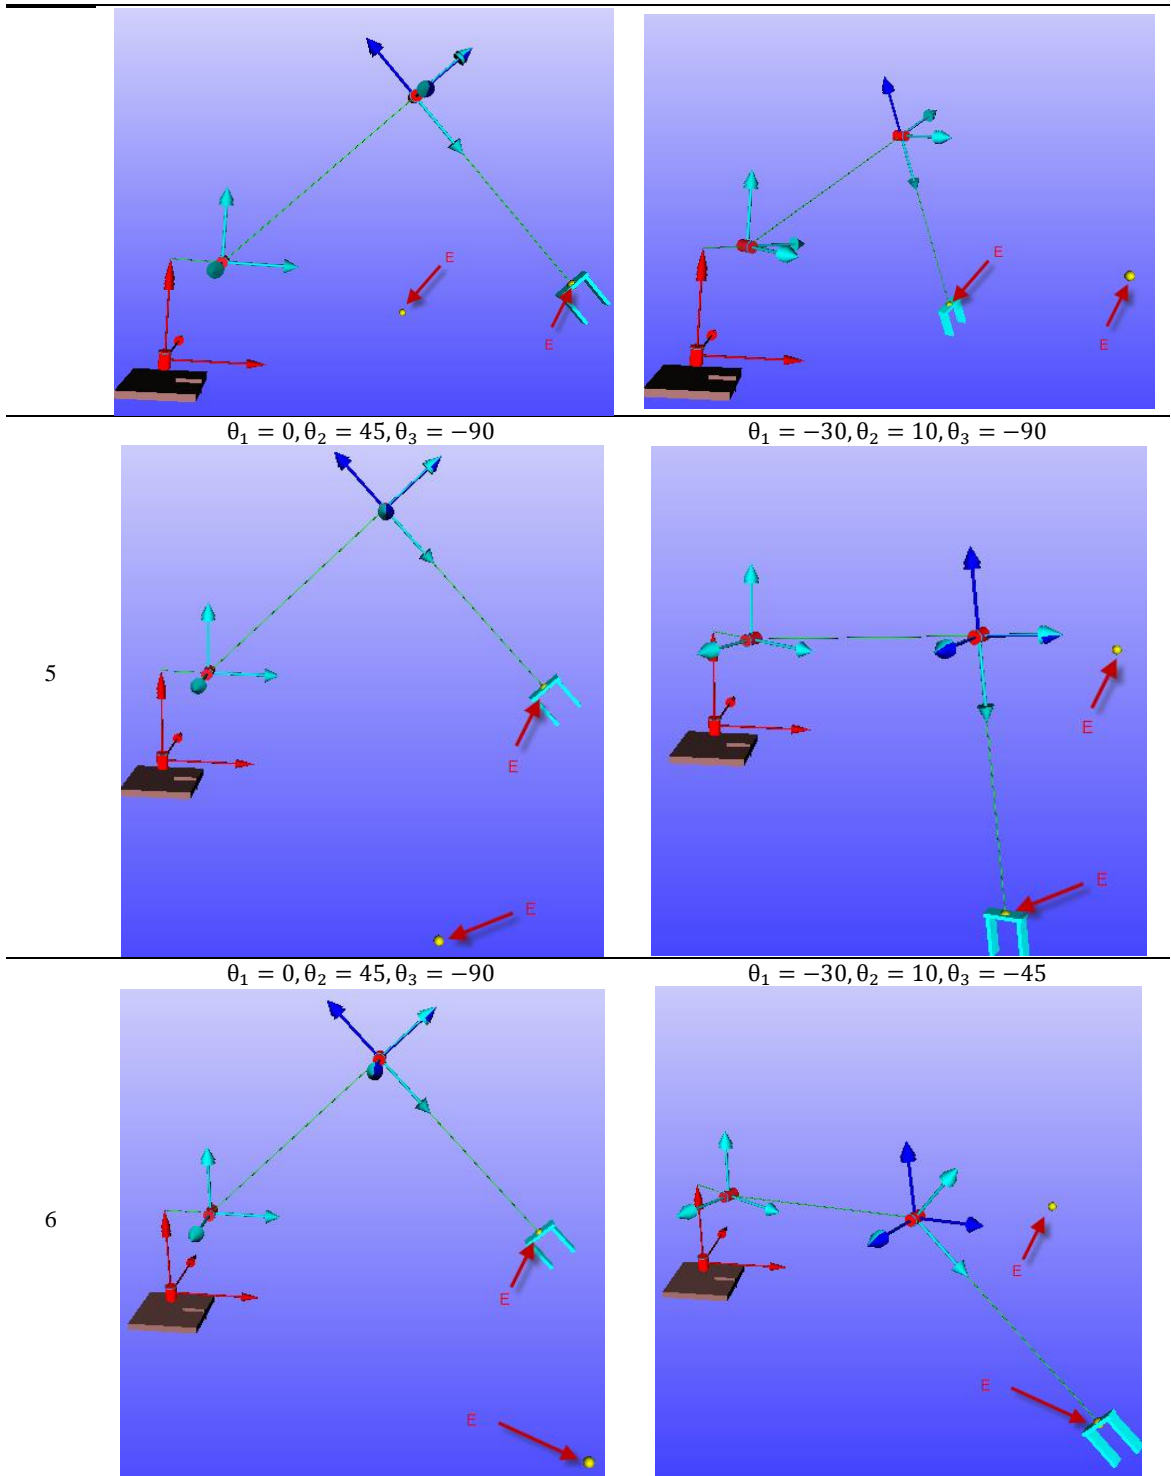 E
E
E
E
θ₁ = 0, θ₂ = 45, θ₃ = −90
θ₁ = −30, θ₂ = 10, θ₃ = −90
5
E
E
E
E
θ₁ = 0, θ₂ = 45, θ₃ = −90
θ₁ = −30, θ₂ = 10, θ₃ = −45
6
E
E
E
E